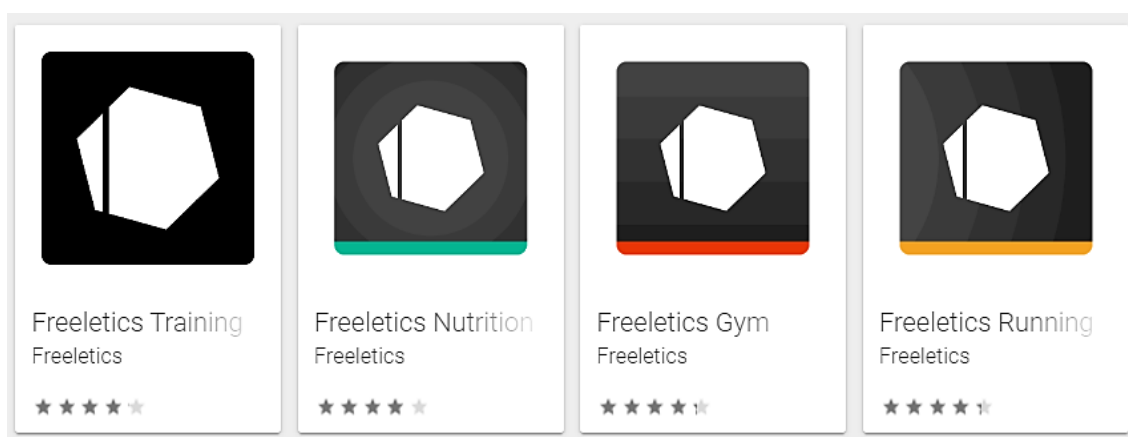 Freeletics Training
Freeletics
Freeletics Nutrition
Freeletics
Freeletics Gym
Freeletics
Freeletics Running
Freeletics